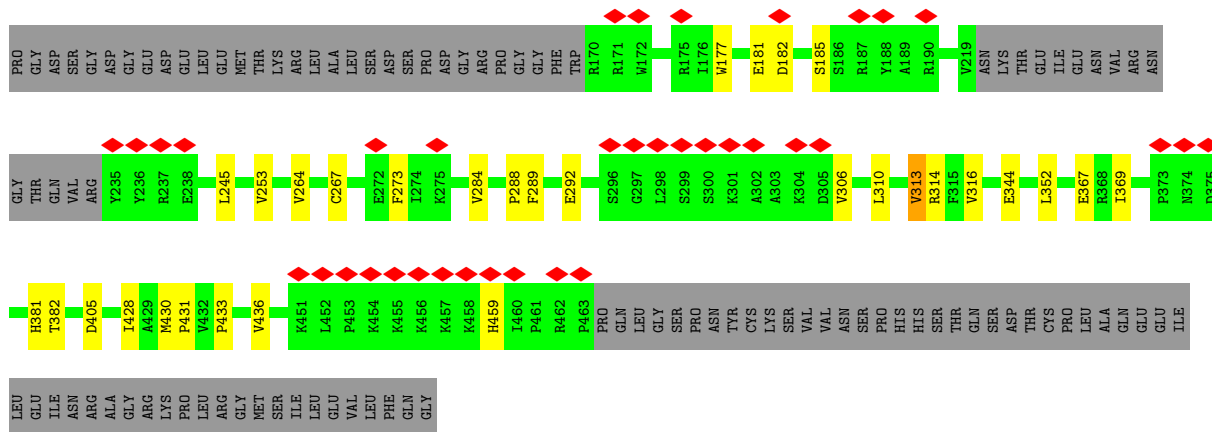 PRO GLY ASP SER GLY ASP GLY GLU ASP GLU LEU GLU MET THR LYS ARG LEU ALA LEU SER ASP SER PRO ASP GLY ARG PRO GLY GLY PHE TRP R170 R171 W172 R175 I176 W177 E181 D182 S185 S186 R187 Y188 A189 R190 V219 ASN LYS THR GLU ILE GLU ASN VAL ARG ASN
GLY THR GLN VAL ARG Y235 Y236 R237 E238 L245 V253 V264 C267 E272 F273 I274 K275 V284 P288 F289 E292 S296 G297 L298 S299 S300 K301 A302 A303 K304 D305 V306 L310 V313 R314 F315 V316 E344 L352 E367 R368 I369 P373 N374 D375
H381 T382 D405 I428 A429 M430 P431 V432 P433 V436 K451 L452 P453 K454 K455 K456 K457 K458 H459 I460 P461 R462 P463 PRO GLN LEU GLY SER PRO ASN TYR CYS LYS SER VAL VAL ASN SER PRO HIS HIS SER THR GLN SER ASP THR CYS PRO LEU ALA GLN GLU GLU ILE
LEU GLU ILE ASN ARG ALA GLY ARG LYS PRO LEU ARG GLY MET SER ILE LEU GLU VAL LEU PHE GLN GLY